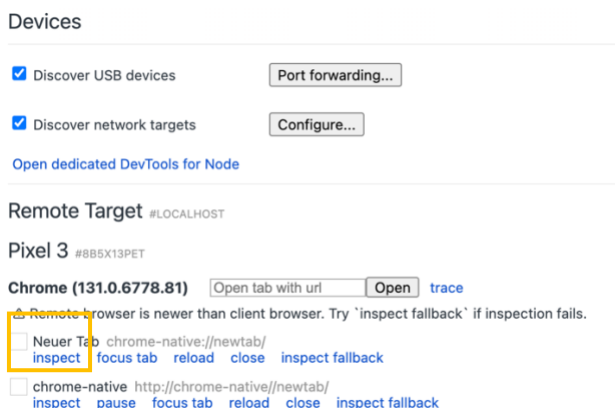 Devices
Discover USB devices Port forwarding...
Discover network targets Configure...
Open dedicated DevTools for Node
Remote Target #LOCALHOST
Pixel 3 #8B5X13PET
Chrome (131.0.6778.81) Open tab with url Open trace
⚠ Remote browser is newer than client browser. Try `inspect fallback` if inspection fails.
Neuer Tab chrome-native://newtab/
inspect focus tab reload close inspect fallback
chrome-native http://chrome-native//newtab/
inspect pause focus tab reload close inspect fallback